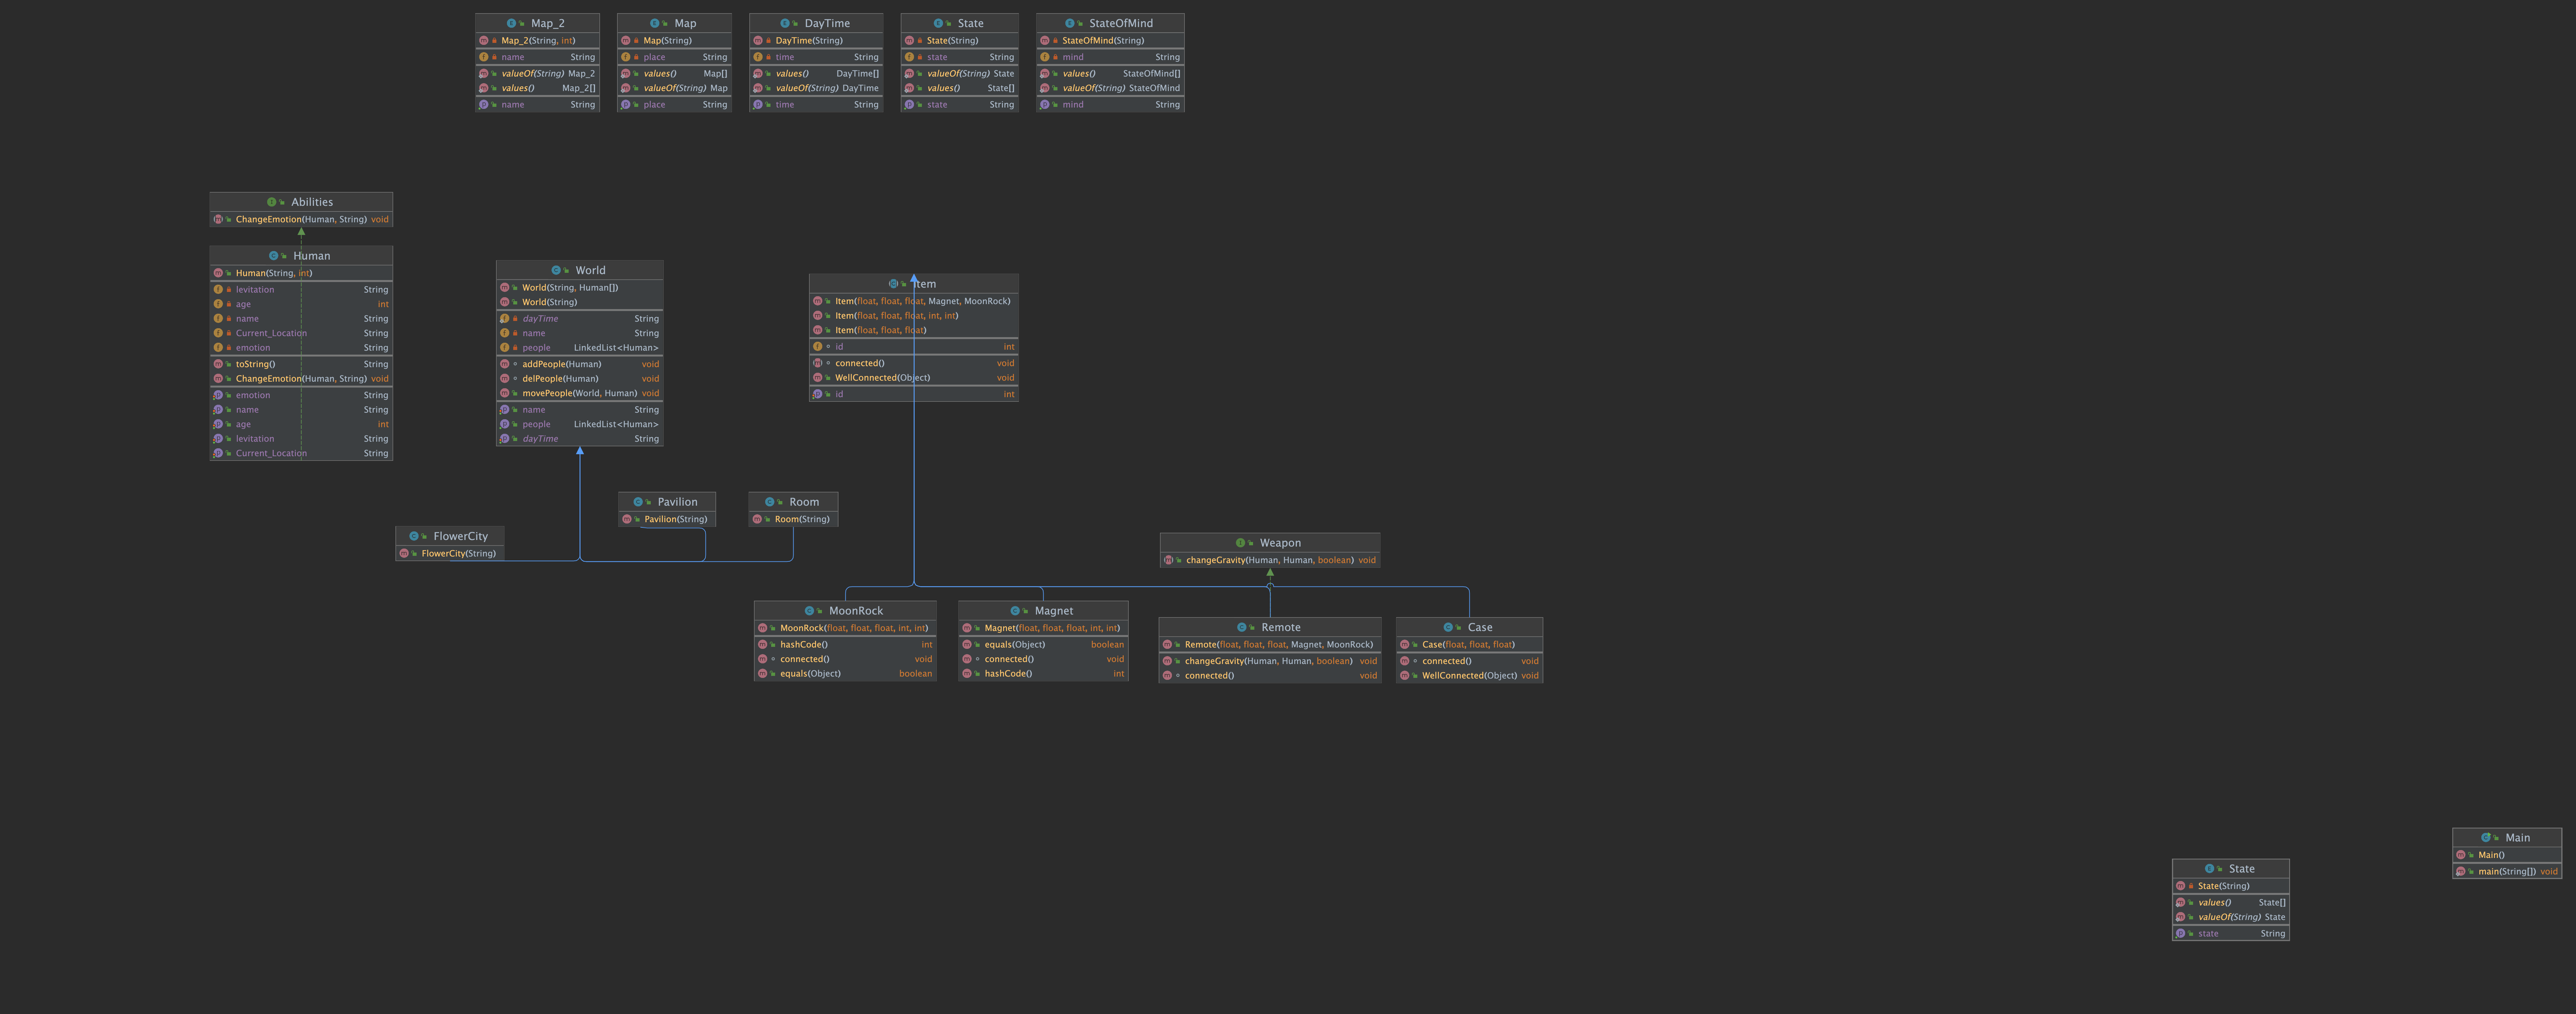 Map_2
Map_2(String, int)
name String
valueOf(String) Map_2
values() Map_2[]
name String
Map
Map(String)
place String
values() Map[]
valueOf(String) Map
place String
DayTime
DayTime(String)
time String
values() DayTime[]
valueOf(String) DayTime
time String
State
State(String)
state String
valueOf(String) State
values() State[]
state String
StateOfMind
StateOfMind(String)
mind String
values() StateOfMind[]
valueOf(String) StateOfMind
mind String
Abilities
ChangeEmotion(Human, String) void
Human
Human(String, int)
levitation String
age int
name String
Current_Location String
emotion String
toString() String
ChangeEmotion(Human, String) void
emotion String
name String
age int
levitation String
Current_Location String
World
World(String, Human[])
World(String)
dayTime String
name String
people LinkedList<Human>
addPeople(Human) void
delPeople(Human) void
movePeople(World, Human) void
name String
people LinkedList<Human>
dayTime String
Item
Item(float, float, float, Magnet, MoonRock)
Item(float, float, float, int, int)
Item(float, float, float)
id int
connected() void
WellConnected(Object) void
id int
Pavilion
Pavilion(String)
Room
Room(String)
FlowerCity
FlowerCity(String)
Weapon
changeGravity(Human, Human, boolean) void
MoonRock
MoonRock(float, float, float, int, int)
hashCode() int
connected() void
equals(Object) boolean
Magnet
Magnet(float, float, float, int, int)
equals(Object) boolean
connected() void
hashCode() int
Remote
Remote(float, float, float, Magnet, MoonRock)
changeGravity(Human, Human, boolean) void
connected() void
Case
Case(float, float, float)
connected() void
WellConnected(Object) void
State
State(String)
values() State[]
valueOf(String) State
state String
Main
Main()
main(String[]) void